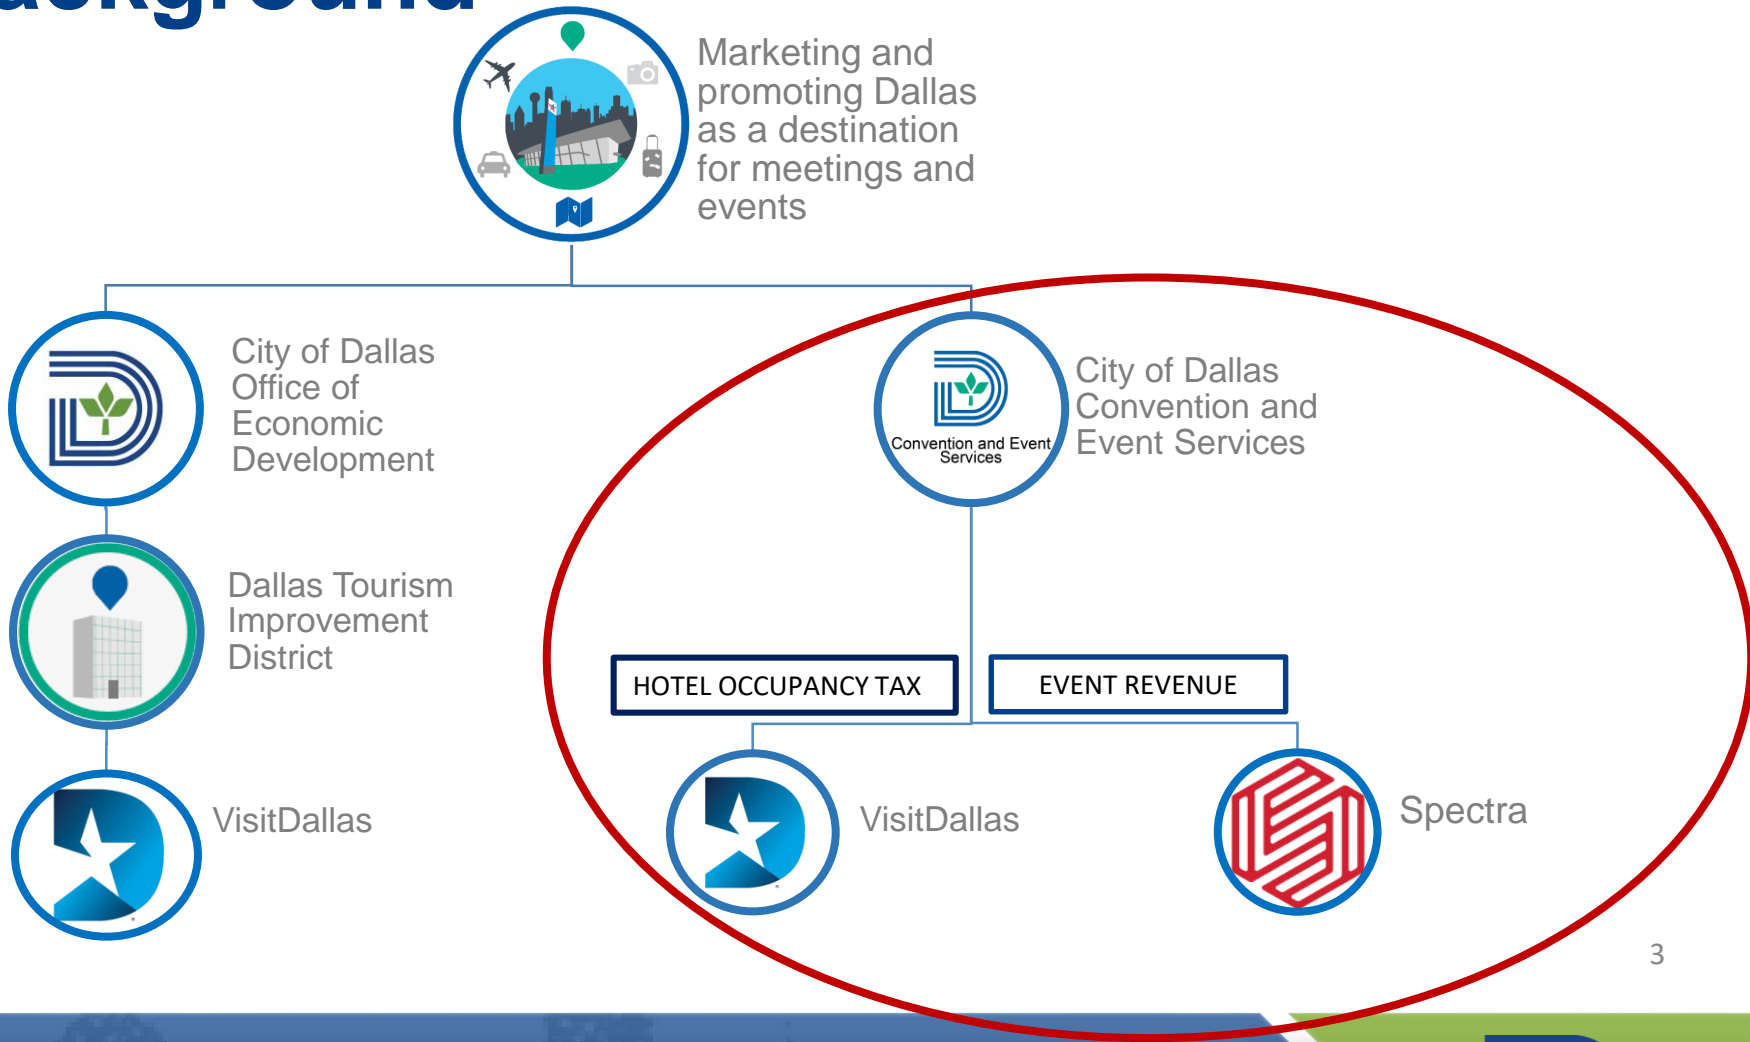 Background
Marketing and
promoting Dallas
as a destination
for meetings and
events
City of Dallas
Office of
Economic
Development
City of Dallas
Convention and
Event Services
Convention and Event
Services
Dallas Tourism
Improvement
District
HOTEL OCCUPANCY TAX
EVENT REVENUE
VisitDallas
VisitDallas
Spectra
3